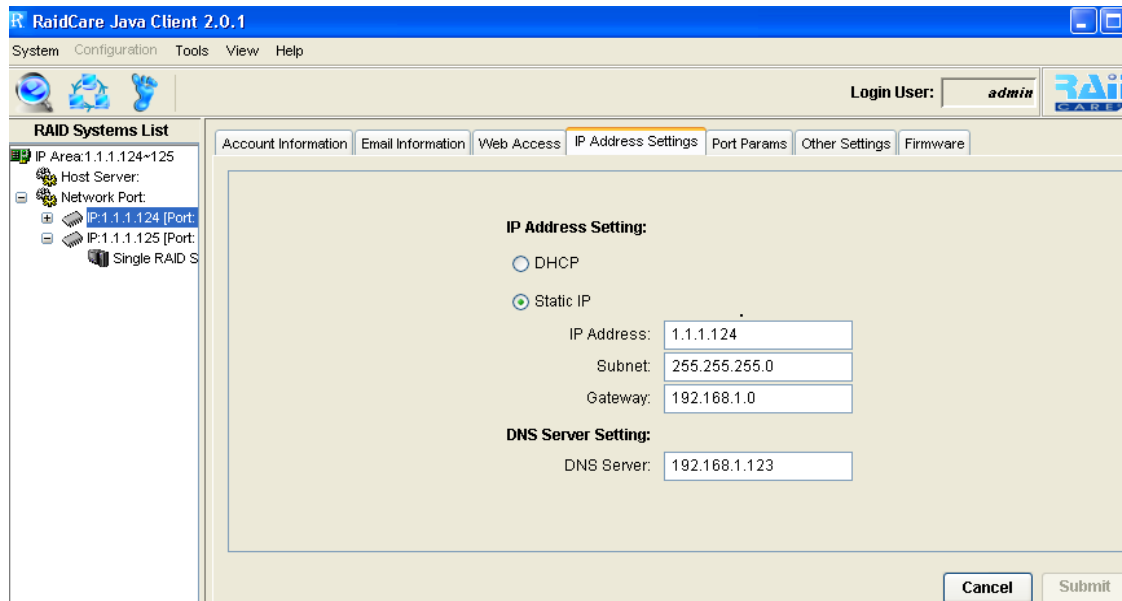 RaidCare Java Client 2.0.1
System Configuration Tools View Help
Login User: admin
CARE
RAID Systems List
IP Area:1.1.1.124~125
Host Server:
Network Port:
IP:1.1.1.124 [Port:
IP:1.1.1.125 [Port:
Single RAID S
Account Information Email Information Web Access IP Address Settings Port Params Other Settings Firmware
IP Address Setting:
DHCP
Static IP
IP Address: 1.1.1.124
Subnet: 255.255.255.0
Gateway: 192.168.1.0
DNS Server Setting:
DNS Server: 192.168.1.123
Cancel Submit